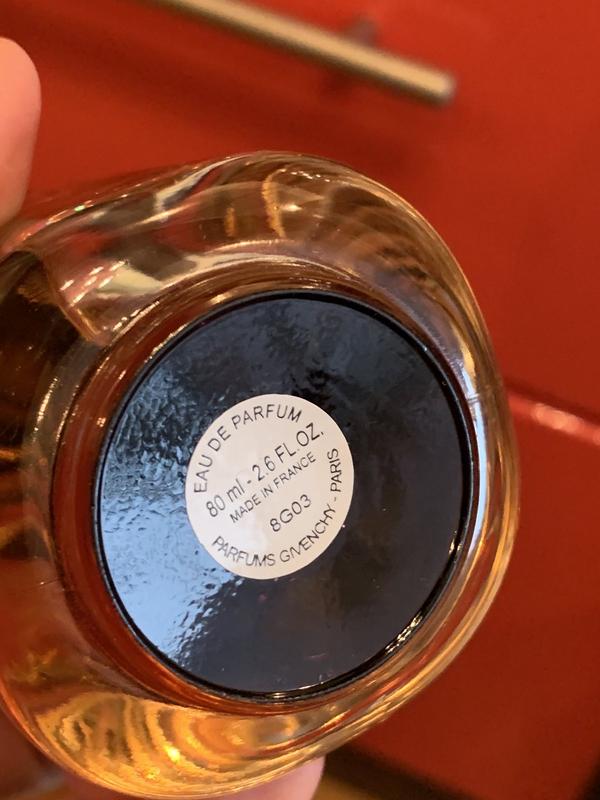 EAU DE PARFUM
80 ml - 2.6 FL.OZ.
MADE IN FRANCE
8G03
PARFUMS GIVENCHY - PARIS